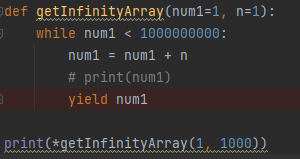 def getInfinityArray(num1=1, n=1):
while num1 < 1000000000:
num1 = num1 + n
# print(num1)
yield num1
print(*getInfinityArray(1, 1000))